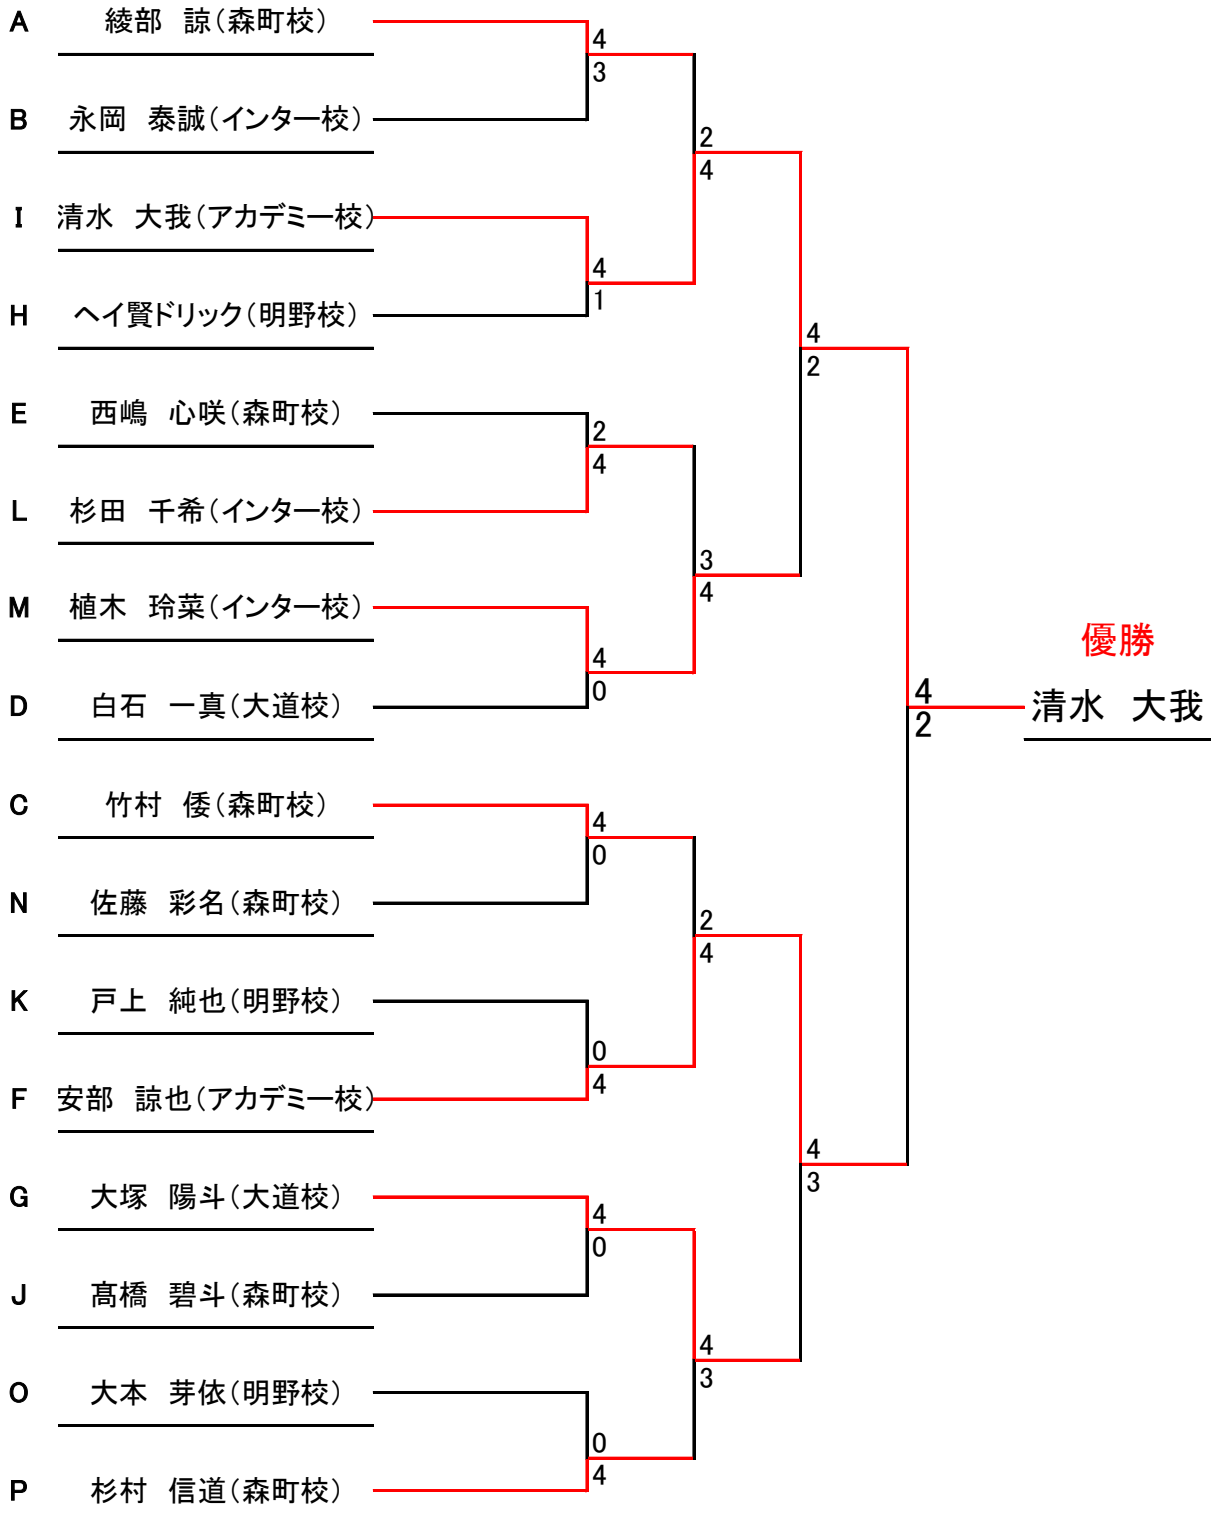 A 綾部 諒(森町校)
4
3
B 永岡 泰誠(インター校)
2
4
I 清水 大我(アカデミー校)
4
1
H ヘイ賢ドリック(明野校)
4
2
E 西嶋 心咲(森町校)
2
4
L 杉田 千希(インター校)
3
4
M 植木 玲菜(インター校)
4
0
D 白石 一真(大道校)
優勝
4
2
清水 大我
C 竹村 倭(森町校)
4
0
N 佐藤 彩名(森町校)
2
4
K 戸上 純也(明野校)
0
4
F 安部 諒也(アカデミー校)
4
3
G 大塚 陽斗(大道校)
4
0
J 髙橋 碧斗(森町校)
4
3
O 大本 芽依(明野校)
0
4
P 杉村 信道(森町校)